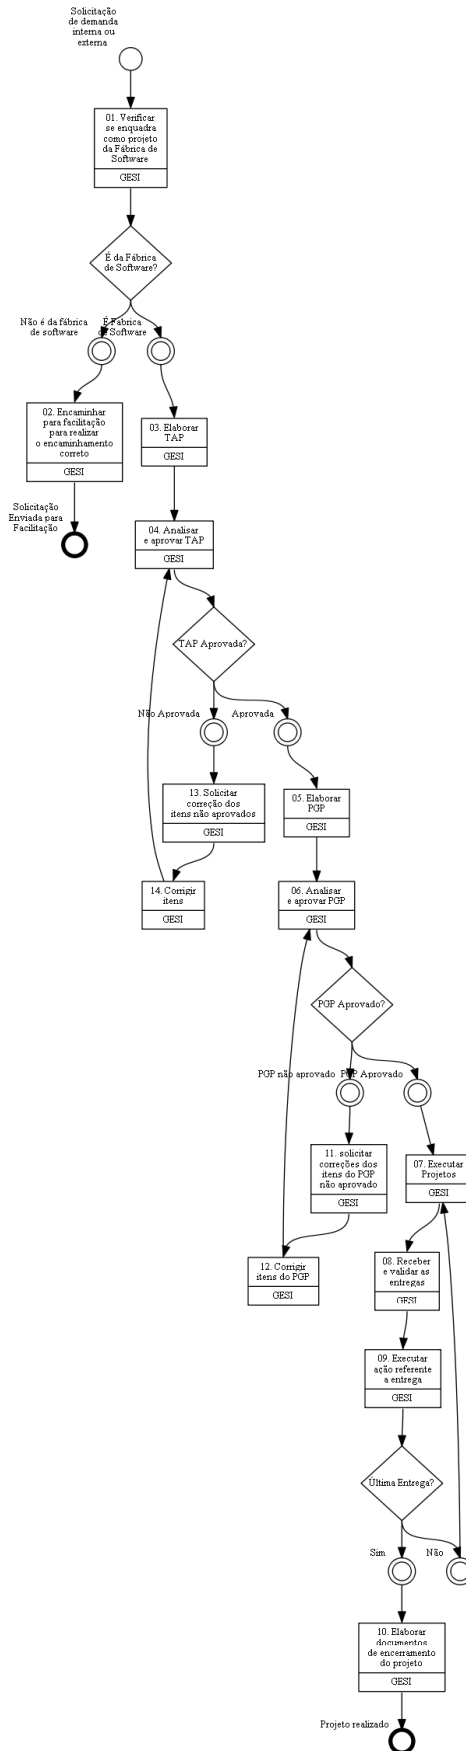 Solicitação
de demanda
interna ou
externa
01. Verificar
se enquadra
como projeto
da Fábrica de
Software
GESI
É da Fábrica
de Software?
Não é da fábrica
de software
É Fabrica
de Software
02. Encaminhar
para facilitação
para realizar
o encaminhamento
correto
GESI
03. Elaborar
TAP
GESI
Solicitação
Enviada para
Facilitação
04. Analisar
e aprovar TAP
GESI
TAP Aprovada?
Não Aprovada
Aprovada
13. Solicitar
correção dos
itens não aprovados
GESI
05. Elaborar
PGP
GESI
14. Corrigir
itens
GESI
06. Analisar
e aprovar PGP
GESI
PGP Aprovado?
PGP não aprovado
PGP Aprovado
11. solicitar
correções dos
itens do PGP
não aprovado
GESI
07. Executar
Projetos
GESI
12. Corrigir
itens do PGP
GESI
08. Receber
e validar as
entregas
GESI
09. Executar
ação referente
a entrega
GESI
Última Entrega?
Sim
Não
10. Elaborar
documentos
de encerramento
do projeto
GESI
Projeto realizado